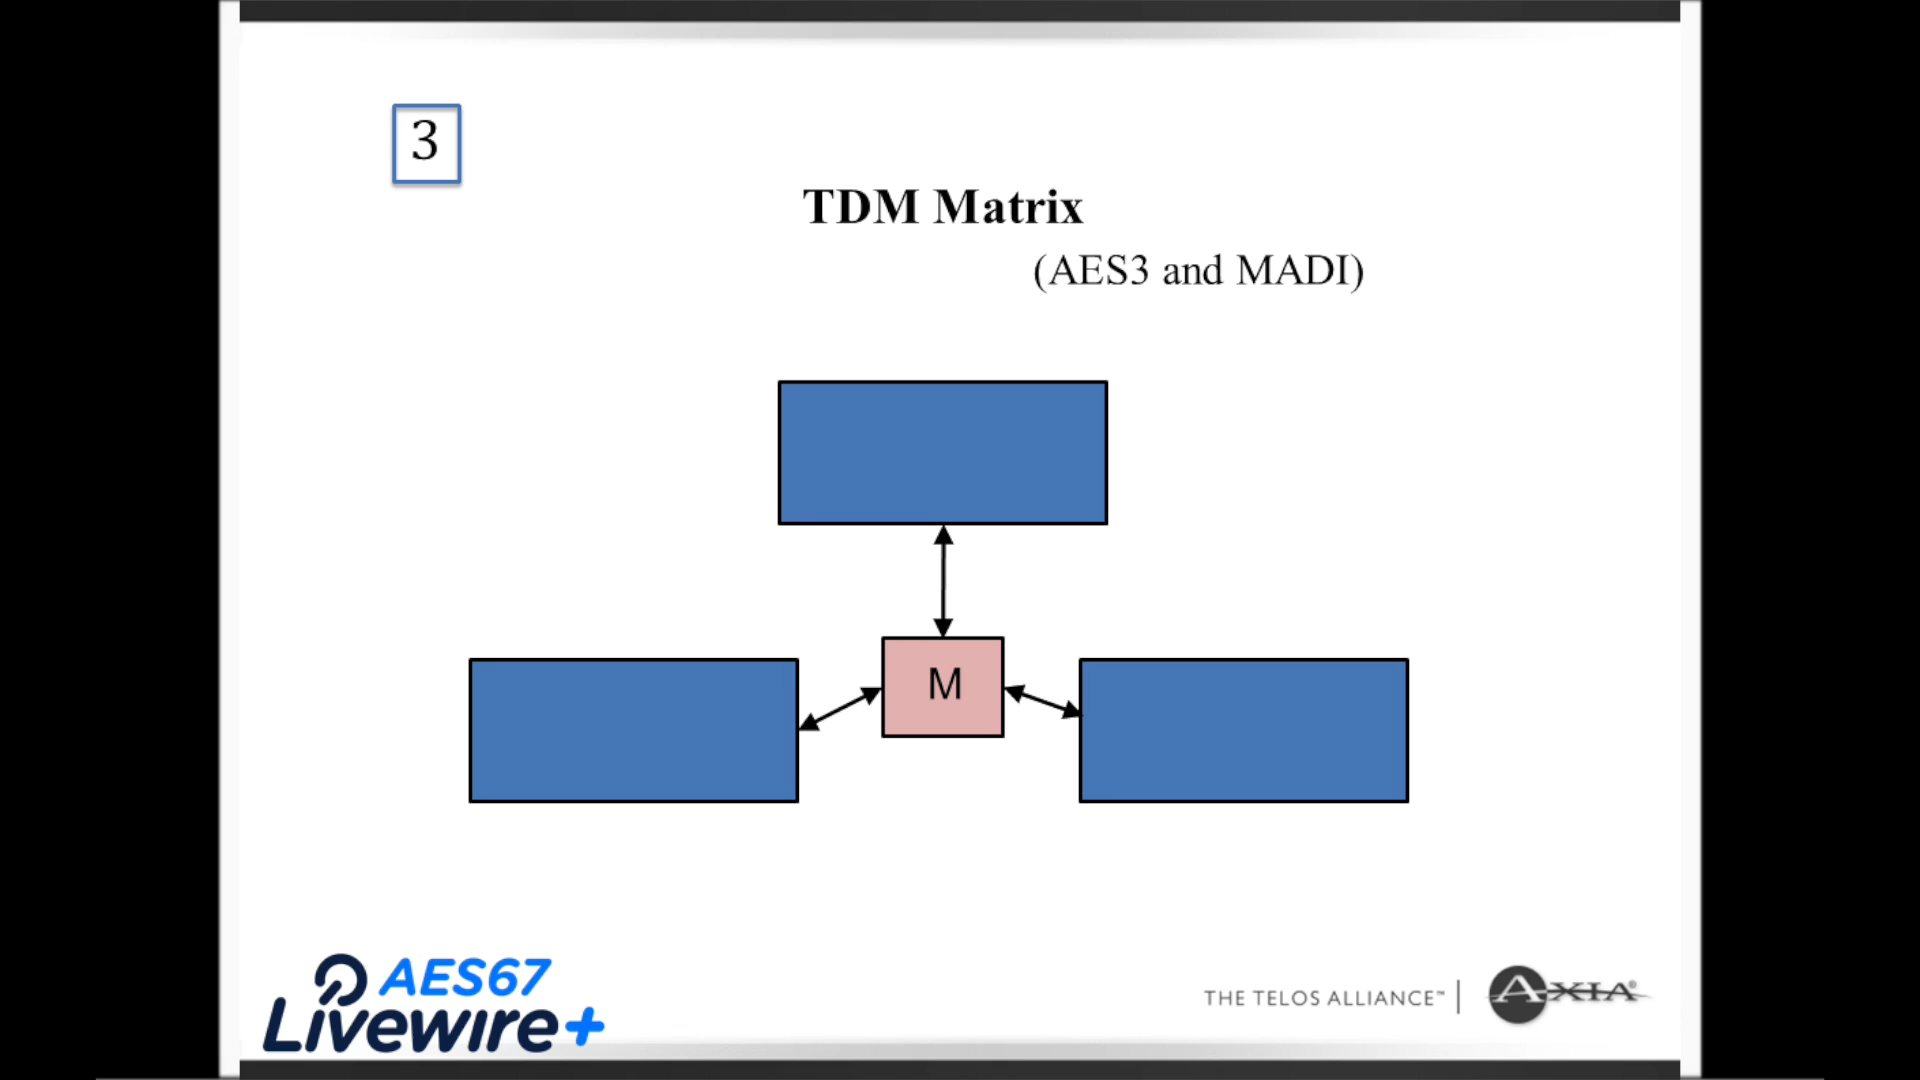 3
TDM Matrix
(AES3 and MADI)
M
AES67
Livewire+
THE TELOS ALLIANCE™ | AXIA®